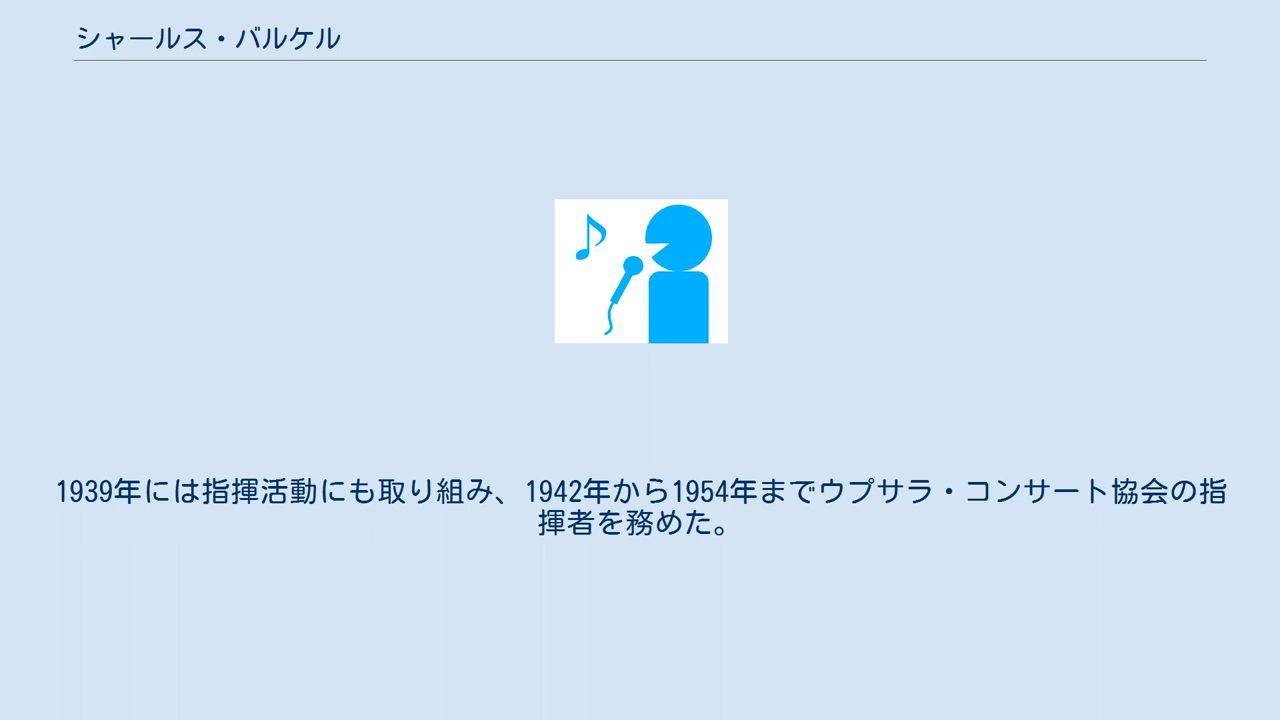 シャールス・バルケル
1939年には指揮活動にも取り組み、1942年から1954年までウプサラ・コンサート協会の指
揮者を務めた。